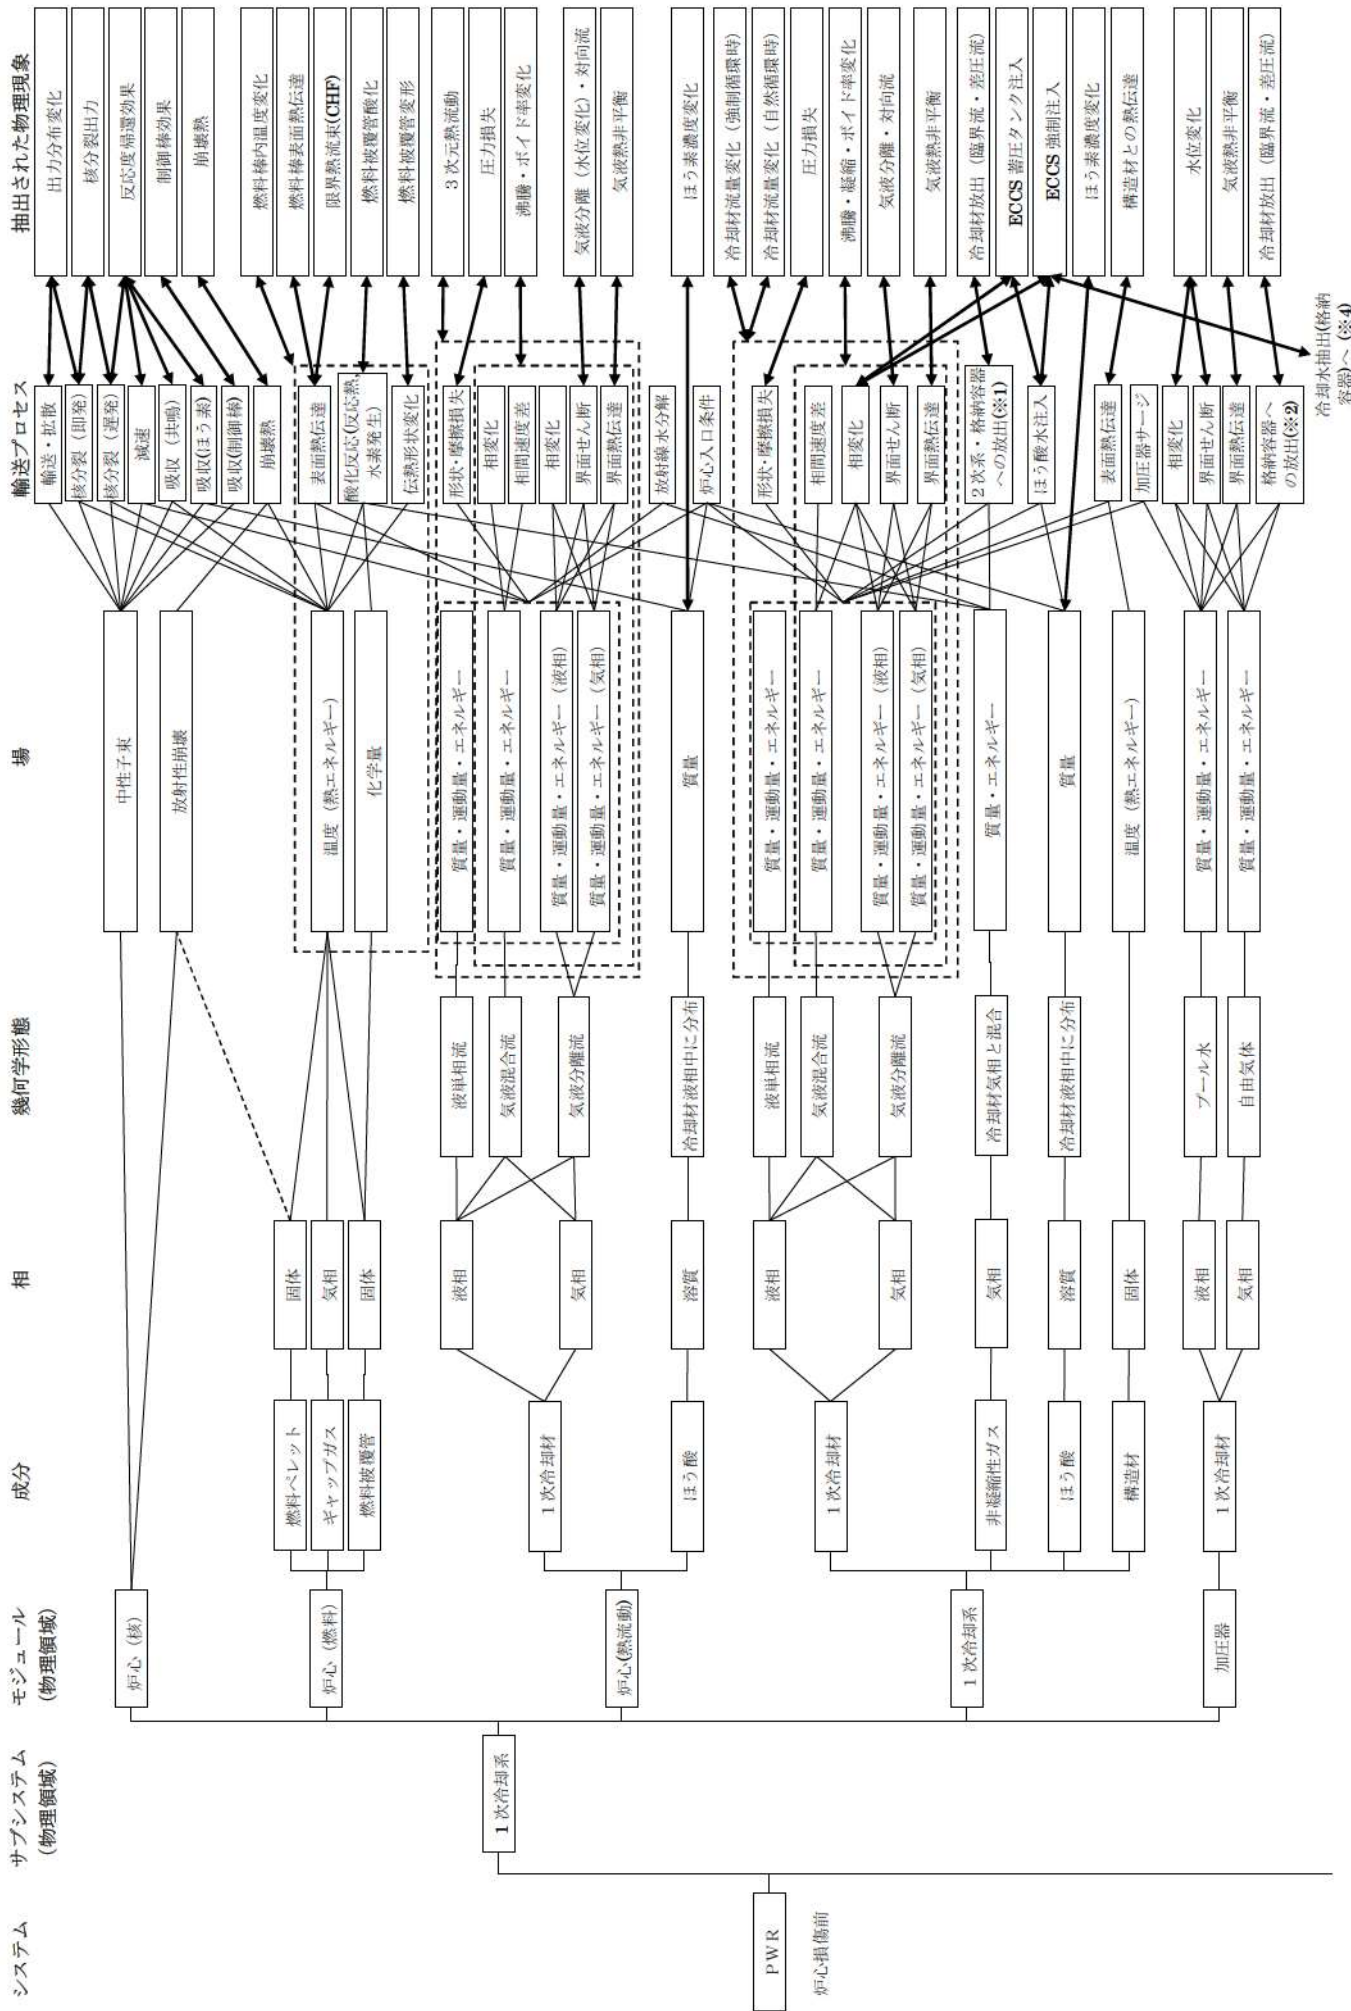 システム
サブシステム
(物理領域)
モジュール
(物理領域)
成分
相
幾何学形態
場
輸送プロセス
抽出された物理現象
PWR
炉心損傷前
1次冷却系
炉心（核）
炉心（燃料）
炉心(熱流動)
1次冷却系
加圧器
燃料ペレット
ギャップガス
燃料被覆管
1次冷却材
ほう酸
1次冷却材
非凝縮性ガス
ほう酸
構造材
1次冷却材
固体
気相
固体
液相
気相
溶質
液相
気相
気相
溶質
固体
液相
気相
液単相流
気液混合流
気液分離流
冷却材液相中に分布
液単相流
気液混合流
気液分離流
冷却材気相と混合
冷却材液相中に分布
プール水
自由気体
中性子束
放射性崩壊
温度（熱エネルギー）
化学量
質量・運動量・エネルギー
質量・運動量・エネルギー
質量・運動量・エネルギー（液相）
質量・運動量・エネルギー（気相）
質量
質量・運動量・エネルギー
質量・運動量・エネルギー
質量・運動量・エネルギー（液相）
質量・運動量・エネルギー（気相）
質量・エネルギー
質量
温度（熱エネルギー）
質量・運動量・エネルギー
質量・運動量・エネルギー
輸送・拡散
核分裂（即発）
核分裂（遅発）
減速
吸収（共鳴）
吸収(ほう素)
吸収(制御棒)
崩壊熱
表面熱伝達
酸化反応(反応熱,
水素発生)
伝熱形状変化
形状・摩擦損失
相変化
相間速度差
相変化
界面せん断
界面熱伝達
放射線水分解
炉心入口条件
形状・摩擦損失
相間速度差
相変化
界面せん断
界面熱伝達
2次系・格納容器
への放出(※1)
ほう酸水注入
表面熱伝達
加圧器サージ
相変化
界面せん断
界面熱伝達
格納容器へ
の放出(※2)
出力分布変化
核分裂出力
反応度帰還効果
制御棒効果
崩壊熱
燃料棒内温度変化
燃料棒表面熱伝達
限界熱流束(CHF)
燃料被覆管酸化
燃料被覆管変形
3次元熱流動
圧力損失
沸騰・ボイド率変化
気液分離（水位変化）・対向流
気液熱非平衡
ほう素濃度変化
冷却材流量変化（強制循環時）
冷却材流量変化（自然循環時）
圧力損失
沸騰・凝縮・ボイド率変化
気液分離・対向流
気液熱非平衡
冷却材放出（臨界流・差圧流）
ECCS 蓄圧タンク注入
ECCS 強制注入
ほう素濃度変化
構造材との熱伝達
水位変化
気液熱非平衡
冷却材放出（臨界流・差圧流）
冷却水抽出(格納
容器)へ (※4)